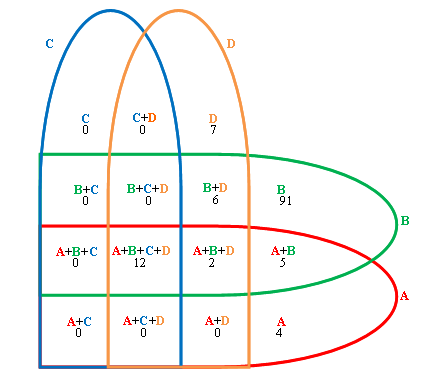 C D
C C+D D
0 0 7
B+C B+C+D B+D B
0 0 6 91
B
A+B+C A+B+C+D A+B+D A+B
0 12 2 5
A
A+C A+C+D A+D A
0 0 0 4